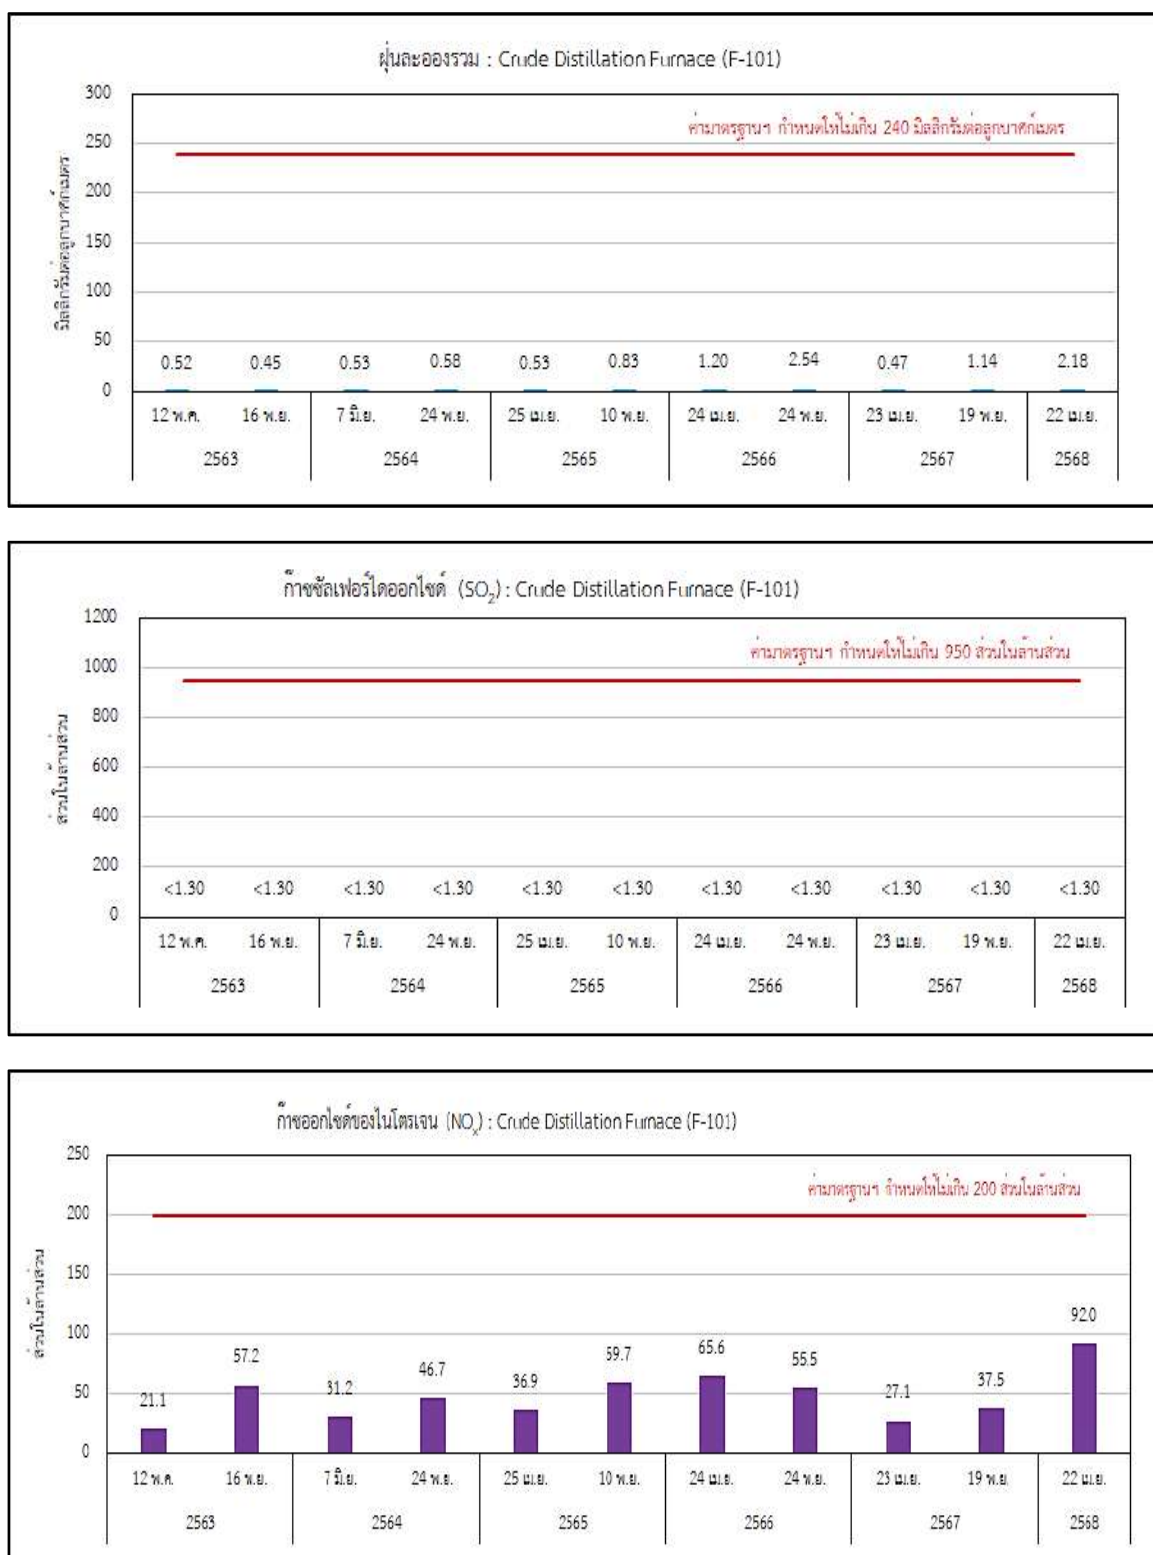 ฝุ่นละอองรวม : Crude Distillation Furnace (F-101)
300
ค่ามาตรฐานฯ กำหนดให้ไม่เกิน 240 มิลลิกรัมต่อลูกบาศก์เมตร
250
200
150
100
50
0
มิลลิกรัมต่อลูกบาศก์เมตร
0.52 0.45 0.53 0.58 0.53 0.83 1.20 2.54 0.47 1.14 2.18
12 พ.ค. 16 พ.ย. 7 มิ.ย. 24 พ.ย. 25 เม.ย. 10 พ.ย. 24 เม.ย. 24 พ.ย. 23 เม.ย. 19 พ.ย. 22 เม.ย.
2563 2564 2565 2566 2567 2568
ก๊าซซัลเฟอร์ไดออกไซด์ (SO₂) : Crude Distillation Furnace (F-101)
1200
ค่ามาตรฐานฯ กำหนดให้ไม่เกิน 950 ส่วนในล้านส่วน
1000
800
600
400
200
0
ส่วนในล้านส่วน
<1.30 <1.30 <1.30 <1.30 <1.30 <1.30 <1.30 <1.30 <1.30 <1.30 <1.30
12 พ.ค. 16 พ.ย. 7 มิ.ย. 24 พ.ย. 25 เม.ย. 10 พ.ย. 24 เม.ย. 24 พ.ย. 23 เม.ย. 19 พ.ย. 22 เม.ย.
2563 2564 2565 2566 2567 2568
ก๊าซออกไซด์ของไนโตรเจน (NOₓ) : Crude Distillation Furnace (F-101)
250
ค่ามาตรฐานฯ กำหนดให้ไม่เกิน 200 ส่วนในล้านส่วน
200
150
100
50
0
ส่วนในล้านส่วน
21.1 57.2 31.2 46.7 36.9 59.7 65.6 55.5 27.1 37.5 92.0
12 พ.ค. 16 พ.ย. 7 มิ.ย. 24 พ.ย. 25 เม.ย. 10 พ.ย. 24 เม.ย. 24 พ.ย. 23 เม.ย. 19 พ.ย. 22 เม.ย.
2563 2564 2565 2566 2567 2568